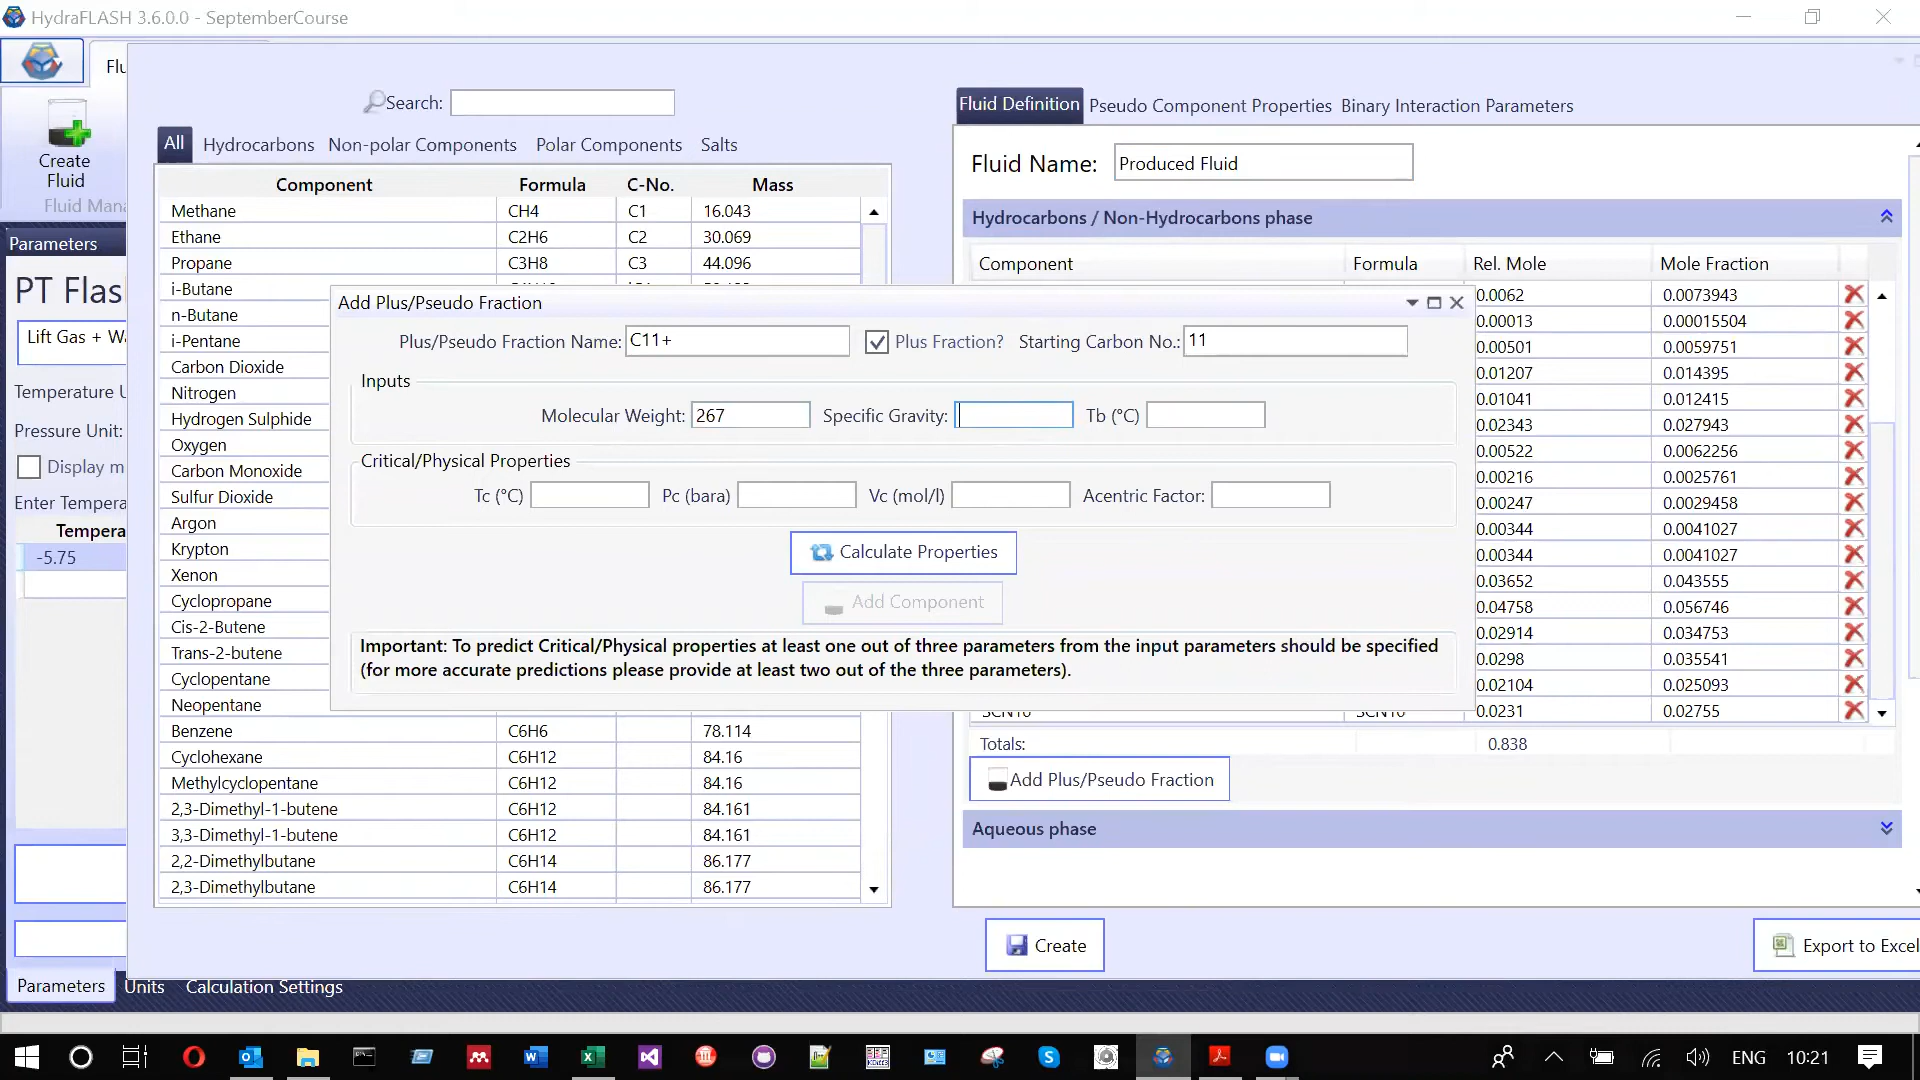 HydraFLASH 3.6.0.0 - SeptemberCourse
Flu
Create
Fluid
Fluid Mana
Parameters
PT Flas
Lift Gas + Wa
Temperature U
Pressure Unit:
Display m
Enter Tempera
Tempera
-5.75
Search:
All Hydrocarbons Non-polar Components Polar Components Salts
Component Formula C-No. Mass
Methane CH4 C1 16.043
Ethane C2H6 C2 30.069
Propane C3H8 C3 44.096
i-Butane
n-Butane
i-Pentane
Carbon Dioxide
Nitrogen
Hydrogen Sulphide
Oxygen
Carbon Monoxide
Sulfur Dioxide
Argon
Krypton
Xenon
Cyclopropane
Cis-2-Butene
Trans-2-butene
Cyclopentane
Neopentane
Benzene C6H6 78.114
Cyclohexane C6H12 84.16
Methylcyclopentane C6H12 84.16
2,3-Dimethyl-1-butene C6H12 84.161
3,3-Dimethyl-1-butene C6H12 84.161
2,2-Dimethylbutane C6H14 86.177
2,3-Dimethylbutane C6H14 86.177
Add Plus/Pseudo Fraction
Plus/Pseudo Fraction Name: C11+ Plus Fraction? Starting Carbon No.: 11
Inputs
Molecular Weight: 267 Specific Gravity: Tb (°C)
Critical/Physical Properties
Tc (°C) Pc (bara) Vc (mol/l) Acentric Factor:
Calculate Properties
Add Component
Important: To predict Critical/Physical properties at least one out of three parameters from the input parameters should be specified
(for more accurate predictions please provide at least two out of the three parameters).
Fluid Definition Pseudo Component Properties Binary Interaction Parameters
Fluid Name: Produced Fluid
Hydrocarbons / Non-Hydrocarbons phase
Component Formula Rel. Mole Mole Fraction
0.0062 0.0073943
0.00013 0.00015504
0.00501 0.0059751
0.01207 0.014395
0.01041 0.012415
0.02343 0.027943
0.00522 0.0062256
0.00216 0.0025761
0.00247 0.0029458
0.00344 0.0041027
0.00344 0.0041027
0.03652 0.043555
0.04758 0.056746
0.02914 0.034753
0.0298 0.035541
0.02104 0.025093
SCN10 SCN10 0.0231 0.02755
Totals: 0.838
Add Plus/Pseudo Fraction
Aqueous phase
Create
Export to Excel
Parameters Units Calculation Settings
ENG 10:21